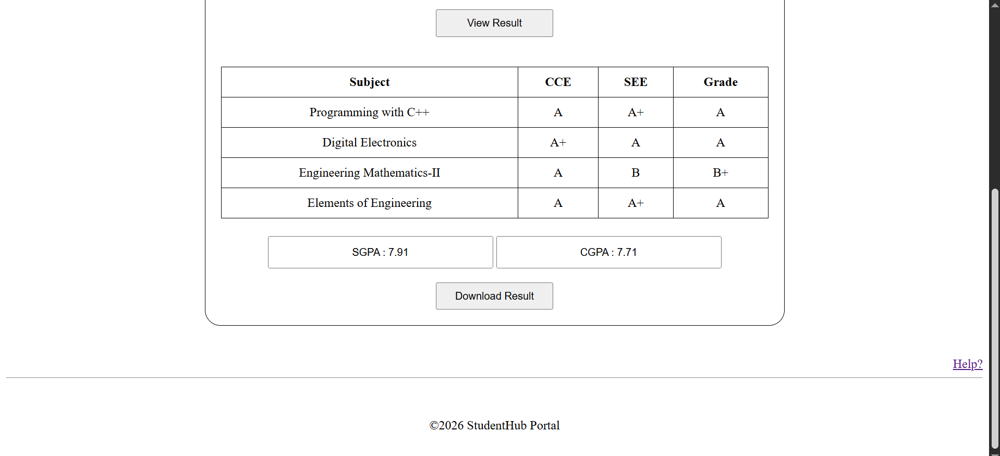 View Result
Subject CCE SEE Grade
Programming with C++ A A+ A
Digital Electronics A+ A A
Engineering Mathematics-II A B B+
Elements of Engineering A A+ A
SGPA : 7.91 CGPA : 7.71
Download Result
Help?
©2026 StudentHub Portal